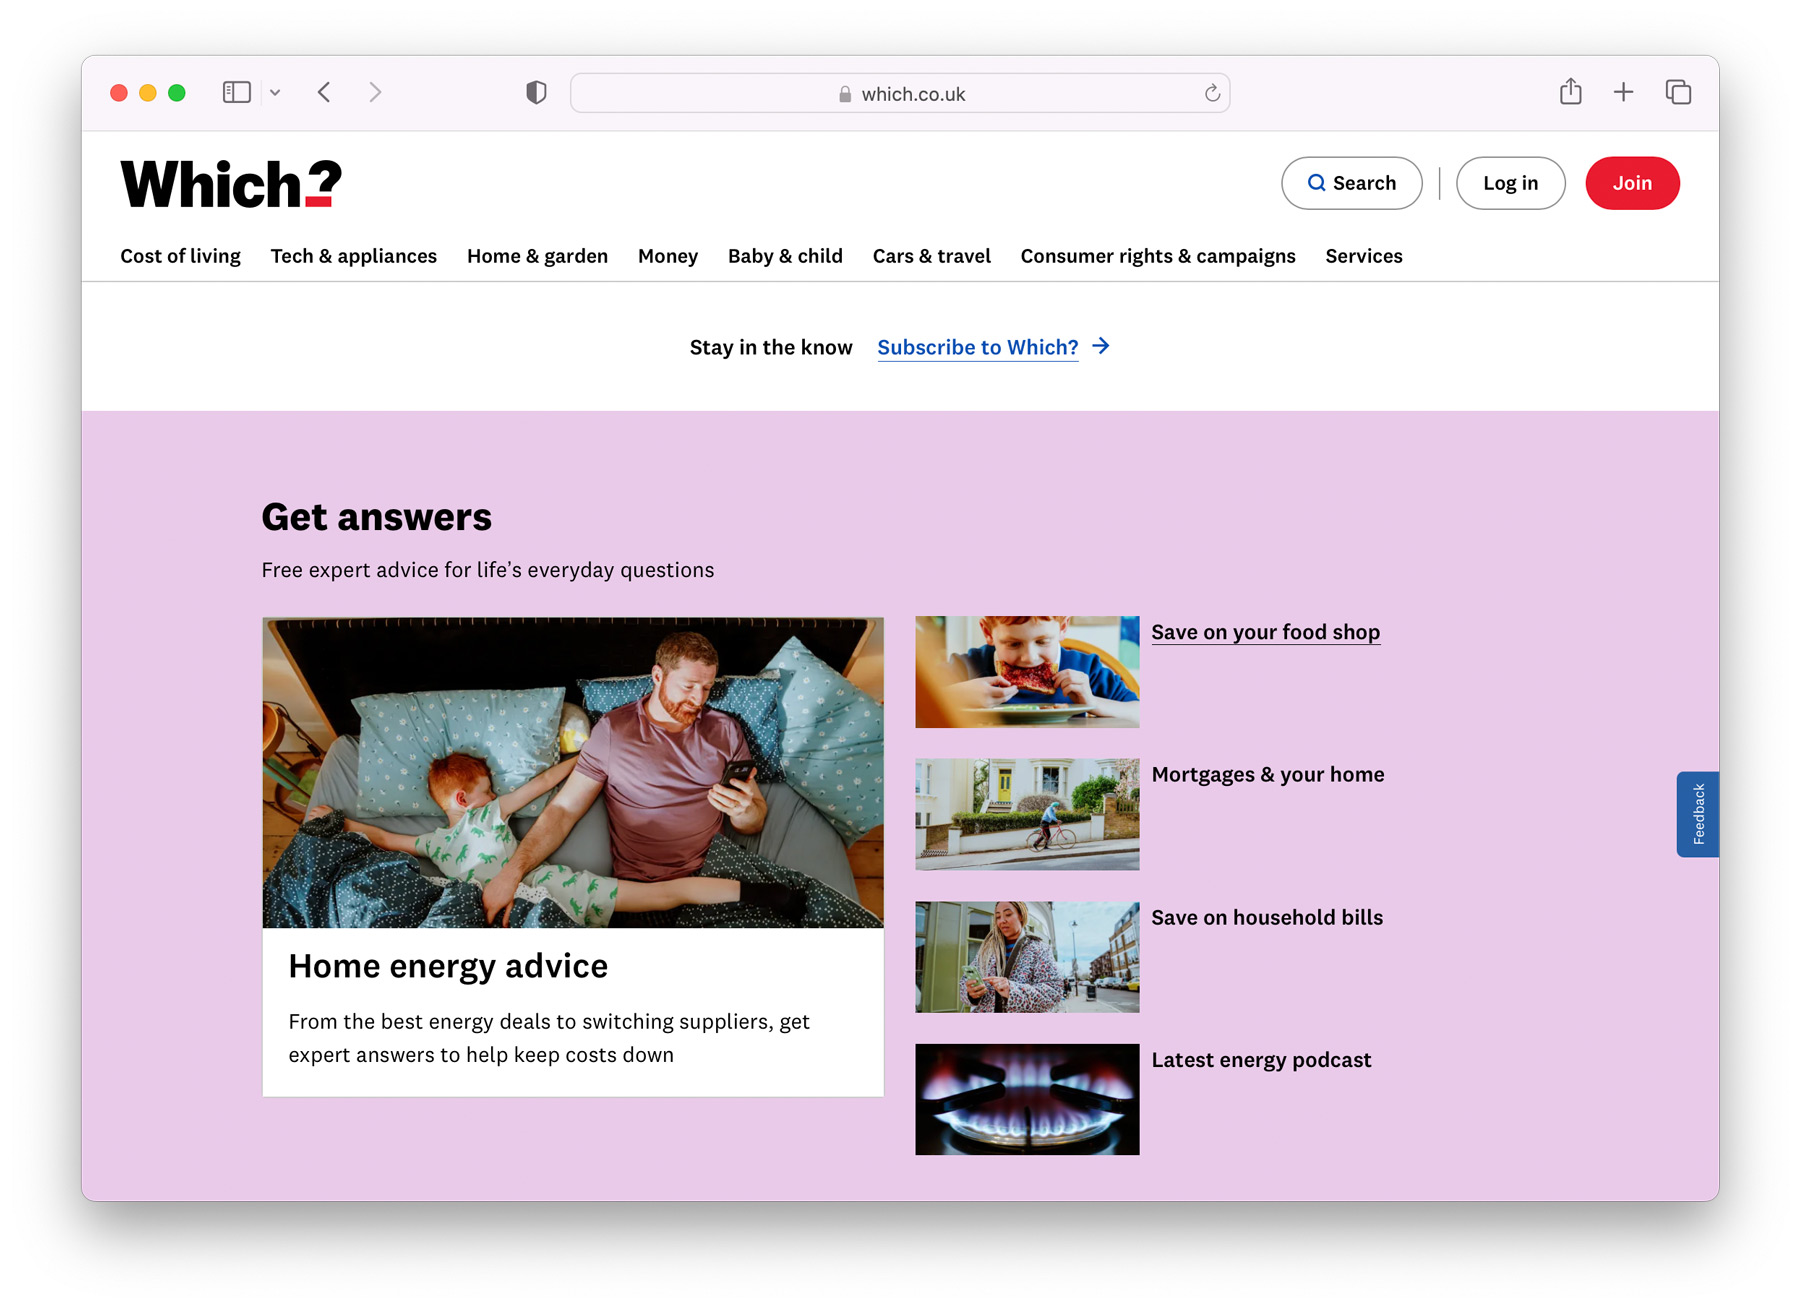 which.co.uk
Which?
Search
Log in
Join
Cost of living
Tech & appliances
Home & garden
Money
Baby & child
Cars & travel
Consumer rights & campaigns
Services
Stay in the know
Subscribe to Which? →
Get answers
Free expert advice for life’s everyday questions
Home energy advice
From the best energy deals to switching suppliers, get
expert answers to help keep costs down
Save on your food shop
Mortgages & your home
Save on household bills
Latest energy podcast
Feedback